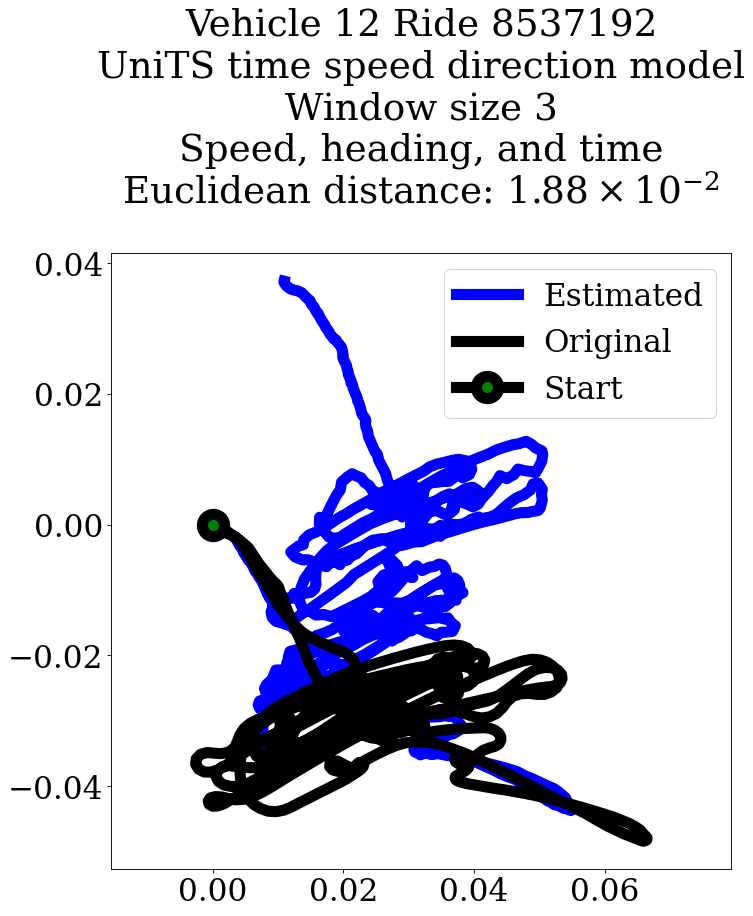 Vehicle 12 Ride 8537192
UniTS time speed direction model
Window size 3
Speed, heading, and time
Euclidean distance: 1.88 × 10⁻²
0.04
0.02
0.00
−0.02
−0.04
Estimated
Original
Start
0.00 0.02 0.04 0.06